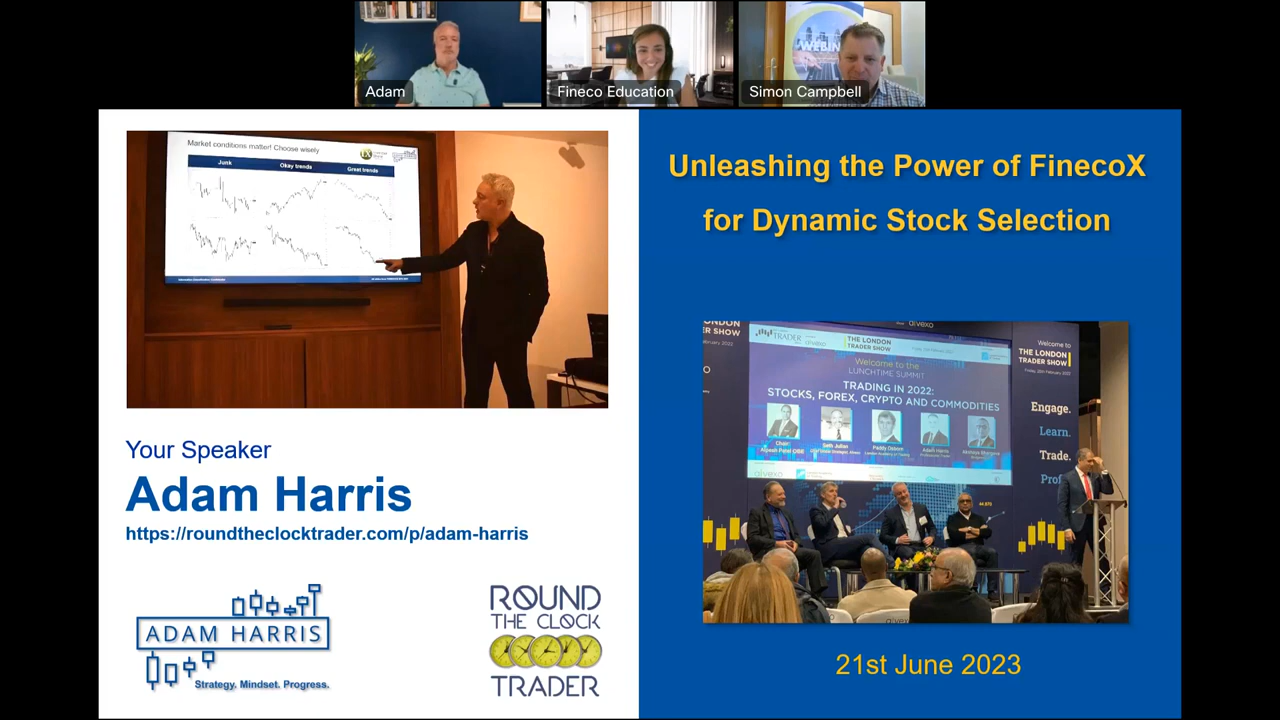 Adam
Fineco Education
Simon Campbell
WEBIN
Market conditions matter! Choose wisely
Junk
Okay trends
Great trends
Your Speaker
Adam Harris
https://roundtheclocktrader.com/p/adam-harris
ADAM HARRIS
Strategy. Mindset. Progress.
ROUND
THE CLOCK
TRADER
Unleashing the Power of FinecoX
for Dynamic Stock Selection
THE LONDON
TRADER SHOW
Welcome to the
LUNCHTIME SUMMIT
TRADING IN 2022:
STOCKS, FOREX, CRYPTO AND COMMODITIES
Chair:
Welcome to
THE LONDON
TRADER SHOW
Engage.
Learn.
Trade.
Prof
21st June 2023